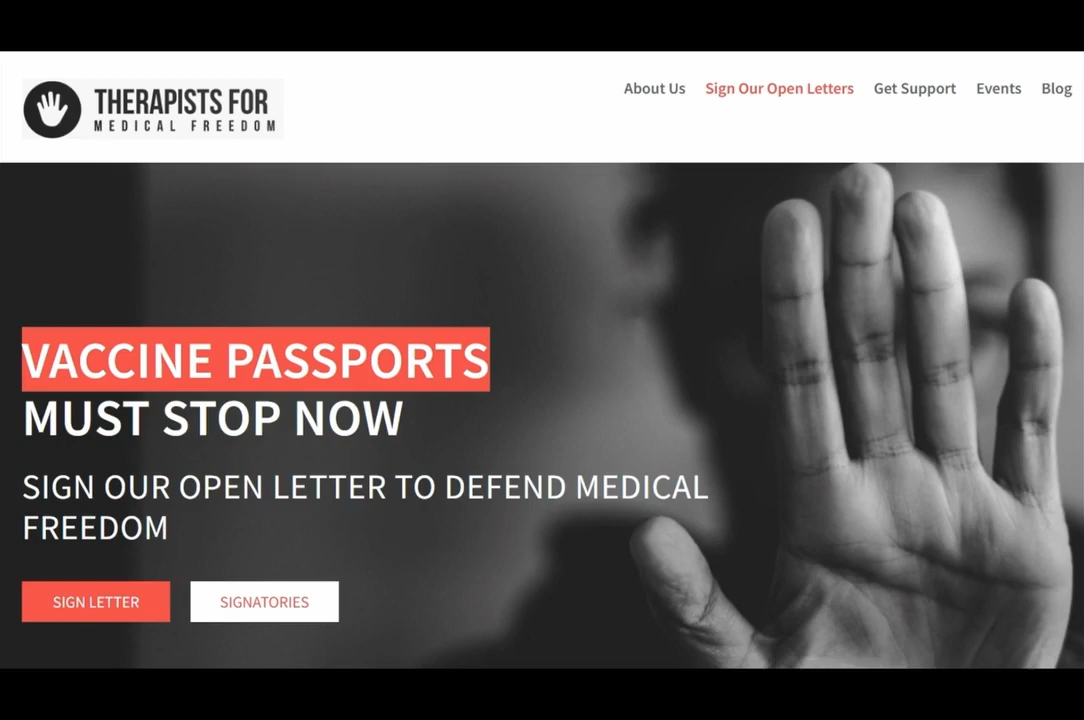 THERAPISTS FOR
MEDICAL FREEDOM
About Us
Sign Our Open Letters
Get Support
Events
Blog
VACCINE PASSPORTS
MUST STOP NOW
SIGN OUR OPEN LETTER TO DEFEND MEDICAL
FREEDOM
SIGN LETTER
SIGNATORIES